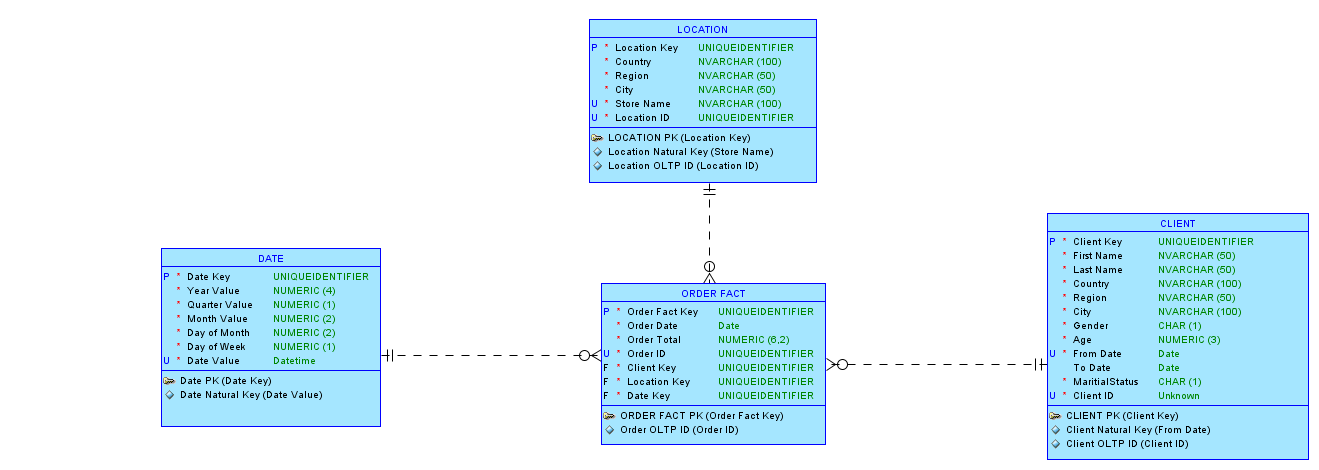 LOCATION
P * Location Key UNIQUEIDENTIFIER
* Country NVARCHAR (100)
* Region NVARCHAR (50)
* City NVARCHAR (50)
U * Store Name NVARCHAR (100)
U * Location ID UNIQUEIDENTIFIER
LOCATION PK (Location Key)
Location Natural Key (Store Name)
Location OLTP ID (Location ID)
DATE
P * Date Key UNIQUEIDENTIFIER
* Year Value NUMERIC (4)
* Quarter Value NUMERIC (1)
* Month Value NUMERIC (2)
* Day of Month NUMERIC (2)
* Day of Week NUMERIC (1)
U * Date Value Datetime
Date PK (Date Key)
Date Natural Key (Date Value)
ORDER FACT
P * Order Fact Key UNIQUEIDENTIFIER
* Order Date Date
* Order Total NUMERIC (6,2)
U * Order ID UNIQUEIDENTIFIER
F * Client Key UNIQUEIDENTIFIER
F * Location Key UNIQUEIDENTIFIER
F * Date Key UNIQUEIDENTIFIER
ORDER FACT PK (Order Fact Key)
Order OLTP ID (Order ID)
CLIENT
P * Client Key UNIQUEIDENTIFIER
* First Name NVARCHAR (50)
* Last Name NVARCHAR (50)
* Country NVARCHAR (100)
* Region NVARCHAR (50)
* City NVARCHAR (100)
* Gender CHAR (1)
* Age NUMERIC (3)
U * From Date Date
To Date Date
* MaritialStatus CHAR (1)
U * Client ID Unknown
CLIENT PK (Client Key)
Client Natural Key (From Date)
Client OLTP ID (Client ID)